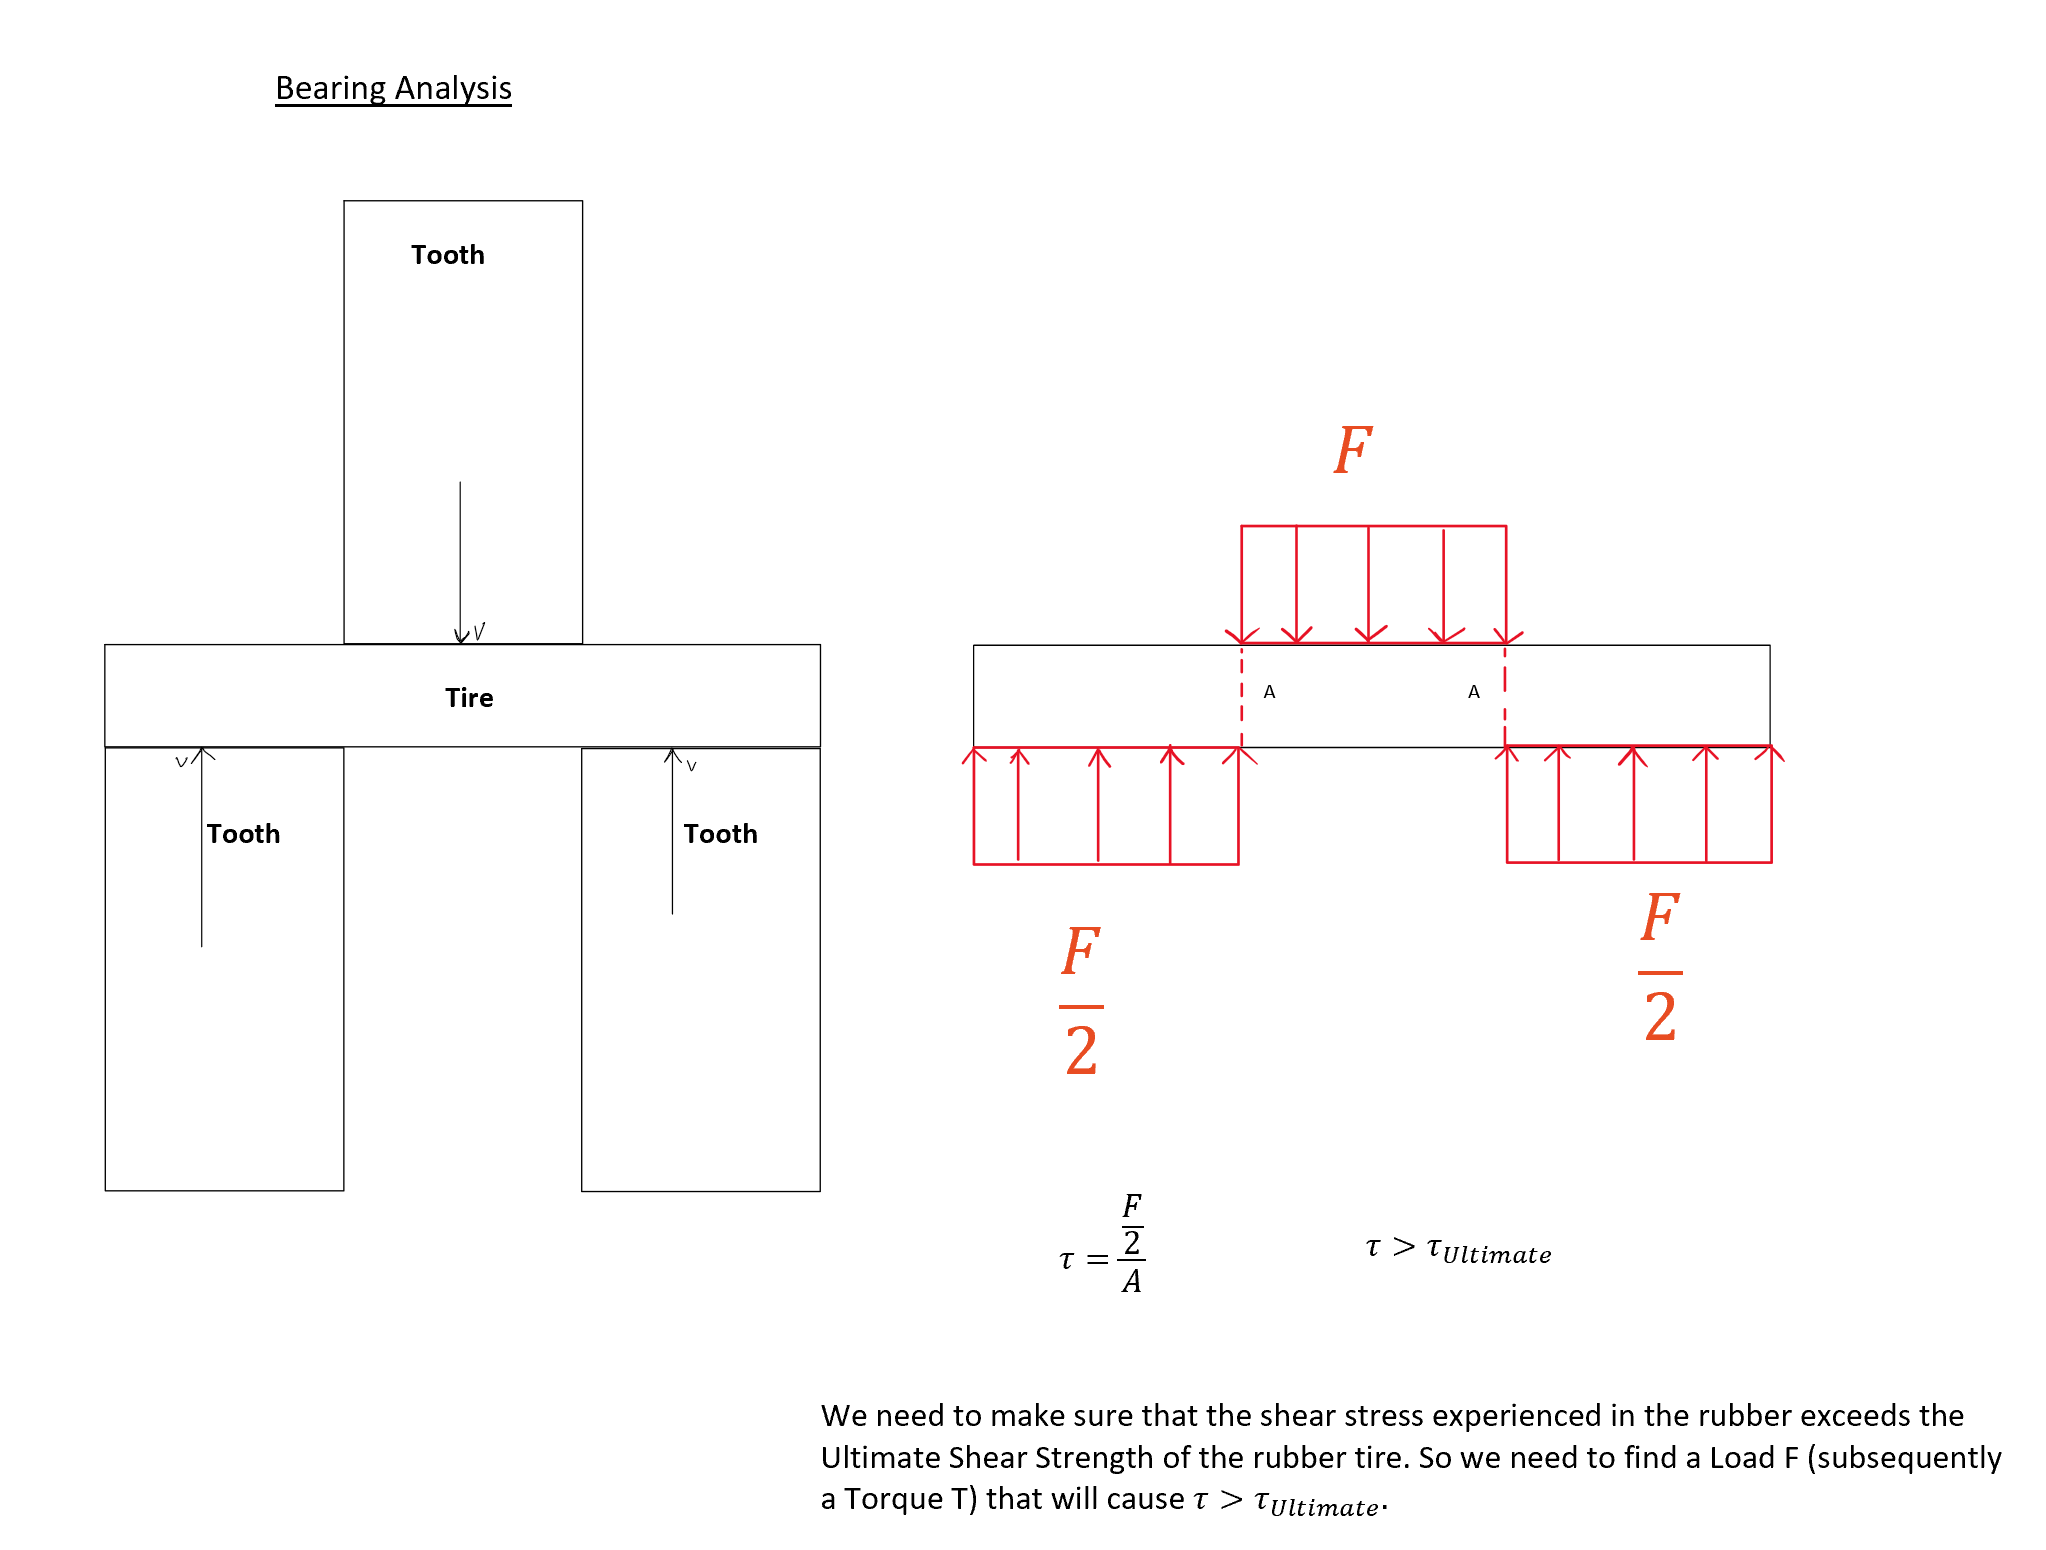 Bearing Analysis
Tooth
V
Tire
v
v
Tooth
Tooth
F
A
A
F/2
F/2
τ = (F/2)/A
τ > τ_Ultimate
We need to make sure that the shear stress experienced in the rubber exceeds the
Ultimate Shear Strength of the rubber tire. So we need to find a Load F (subsequently
a Torque T) that will cause τ > τ_Ultimate.